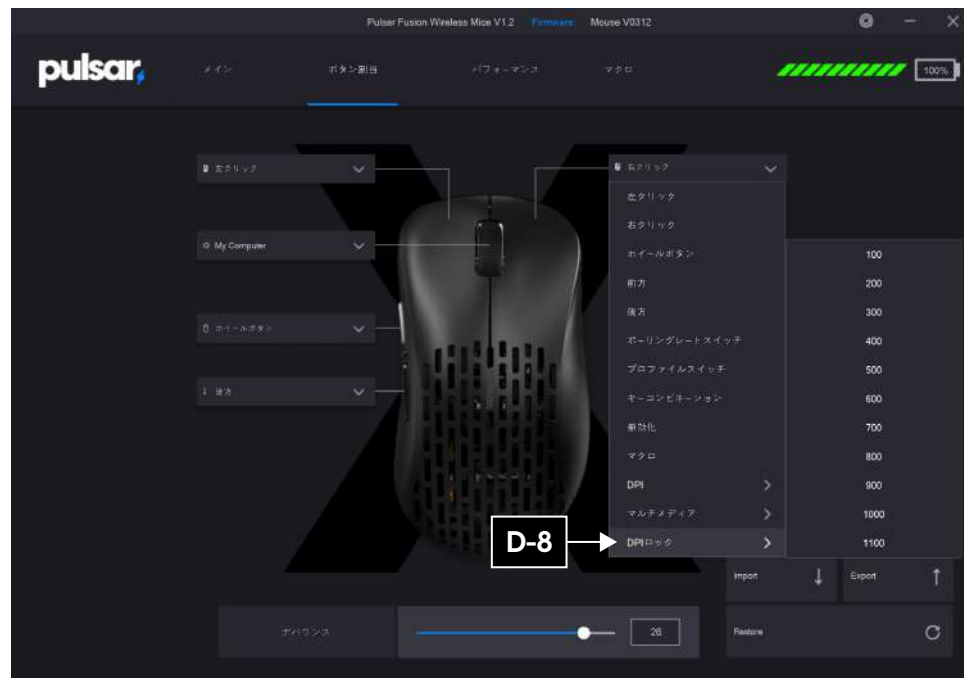 Pulsar Fusion Wireless Mice V1.2 Firmware: Mouse V0312
pulsar
メイン
ボタン割当
パフォーマンス
マクロ
100%
左クリック
右クリック
My Computer
ホイールボタン
後方
左クリック
右クリック
ホイールボタン
前方
後方
ポーリングレートスイッチ
プロファイルスイッチ
キーコンビネーション
無効化
マクロ
DPI
マルチメディア
DPIロック
100
200
300
400
500
600
700
800
900
1000
1100
D-8
Import
Export
デバウンス
26
Restore